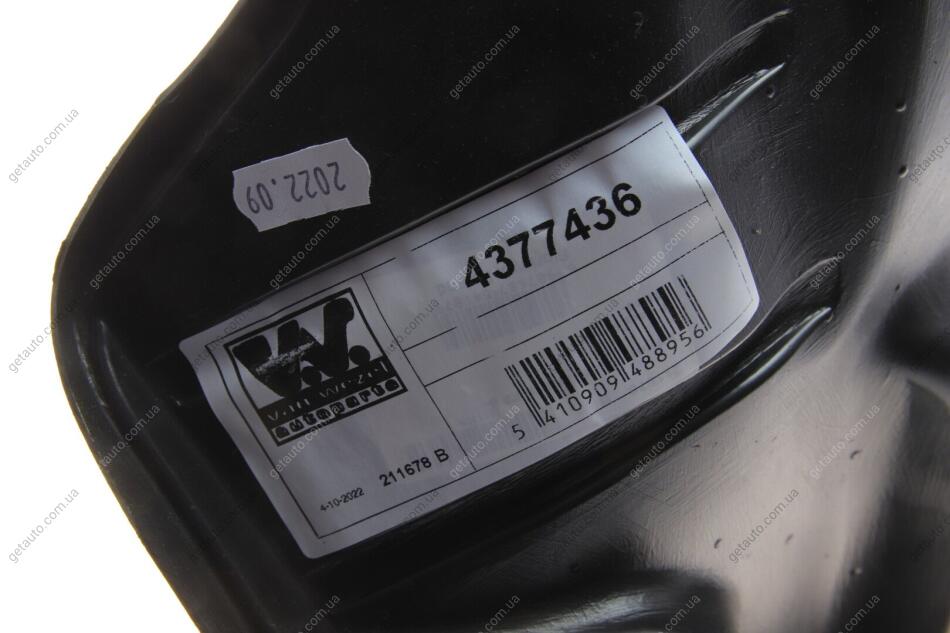 2022.09
4377436
V.W.
van wezel
autoparts
5 410909 488956
4-10-2022
211678 B
getauto.com.ua